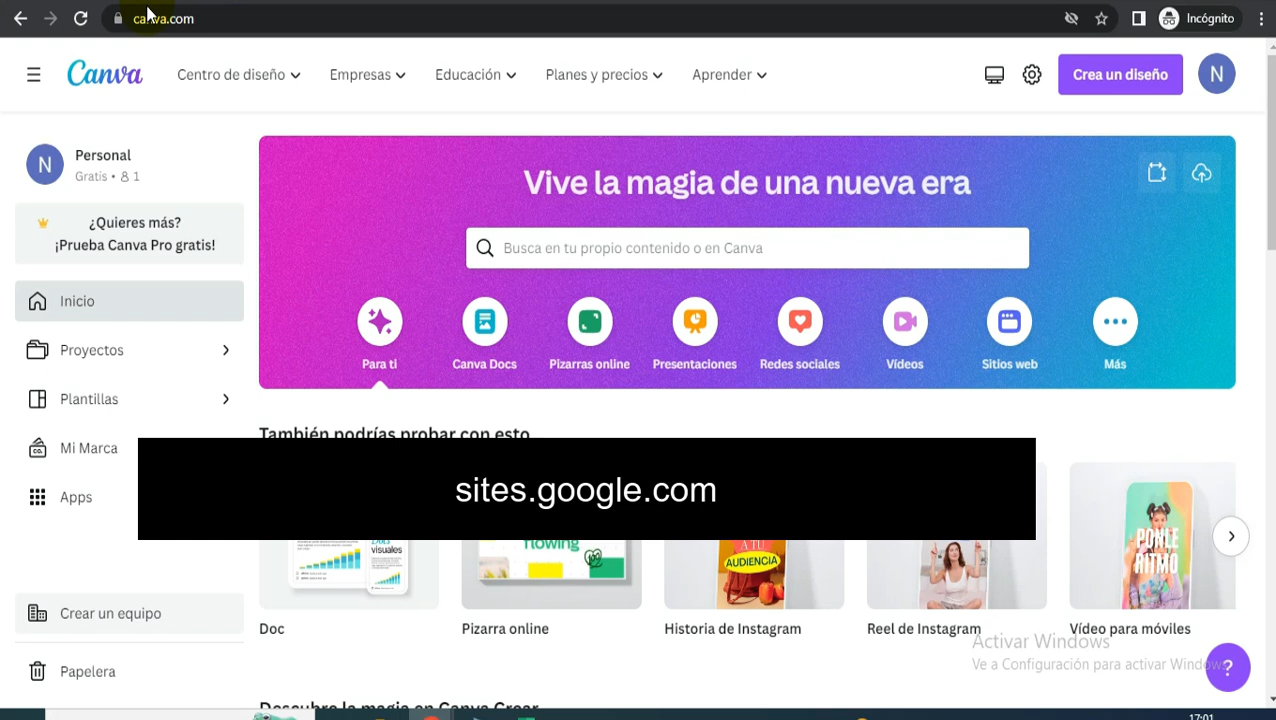 canva.com
Incógnito
Canva
Centro de diseño
Empresas
Educación
Planes y precios
Aprender
Crea un diseño
N
N
Personal
Gratis • 1
¿Quieres más?
¡Prueba Canva Pro gratis!
Inicio
Proyectos
Plantillas
Mi Marca
Apps
Crear un equipo
Papelera
Vive la magia de una nueva era
Busca en tu propio contenido o en Canva
Para ti
Canva Docs
Pizarras online
Presentaciones
Redes sociales
Vídeos
Sitios web
Más
También podrías probar con esto
sites.google.com
visuales
flowing
A TU
AUDIENCIA
PONLE
RITMO
Doc
Pizarra online
Historia de Instagram
Reel de Instagram
Vídeo para móviles
Activar Windows
Ve a Configuración para activar Windows.
?
Descubre la magia en Canva Crear
17:01